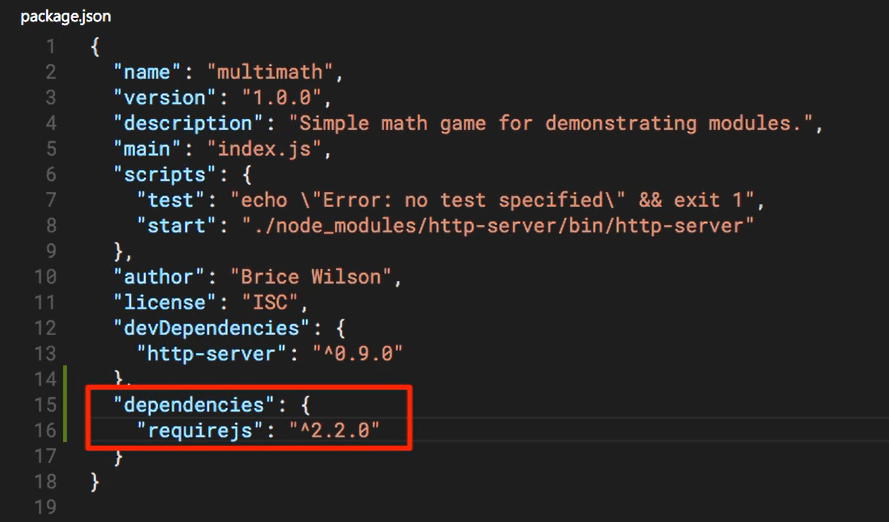 package.json
1 {
2 "name": "multimath",
3 "version": "1.0.0",
4 "description": "Simple math game for demonstrating modules.",
5 "main": "index.js",
6 "scripts": {
7 "test": "echo \"Error: no test specified\" && exit 1",
8 "start": "./node_modules/http-server/bin/http-server"
9 },
10 "author": "Brice Wilson",
11 "license": "ISC",
12 "devDependencies": {
13 "http-server": "^0.9.0"
14 },
15 "dependencies": {
16 "requirejs": "^2.2.0"
17 }
18 }
19